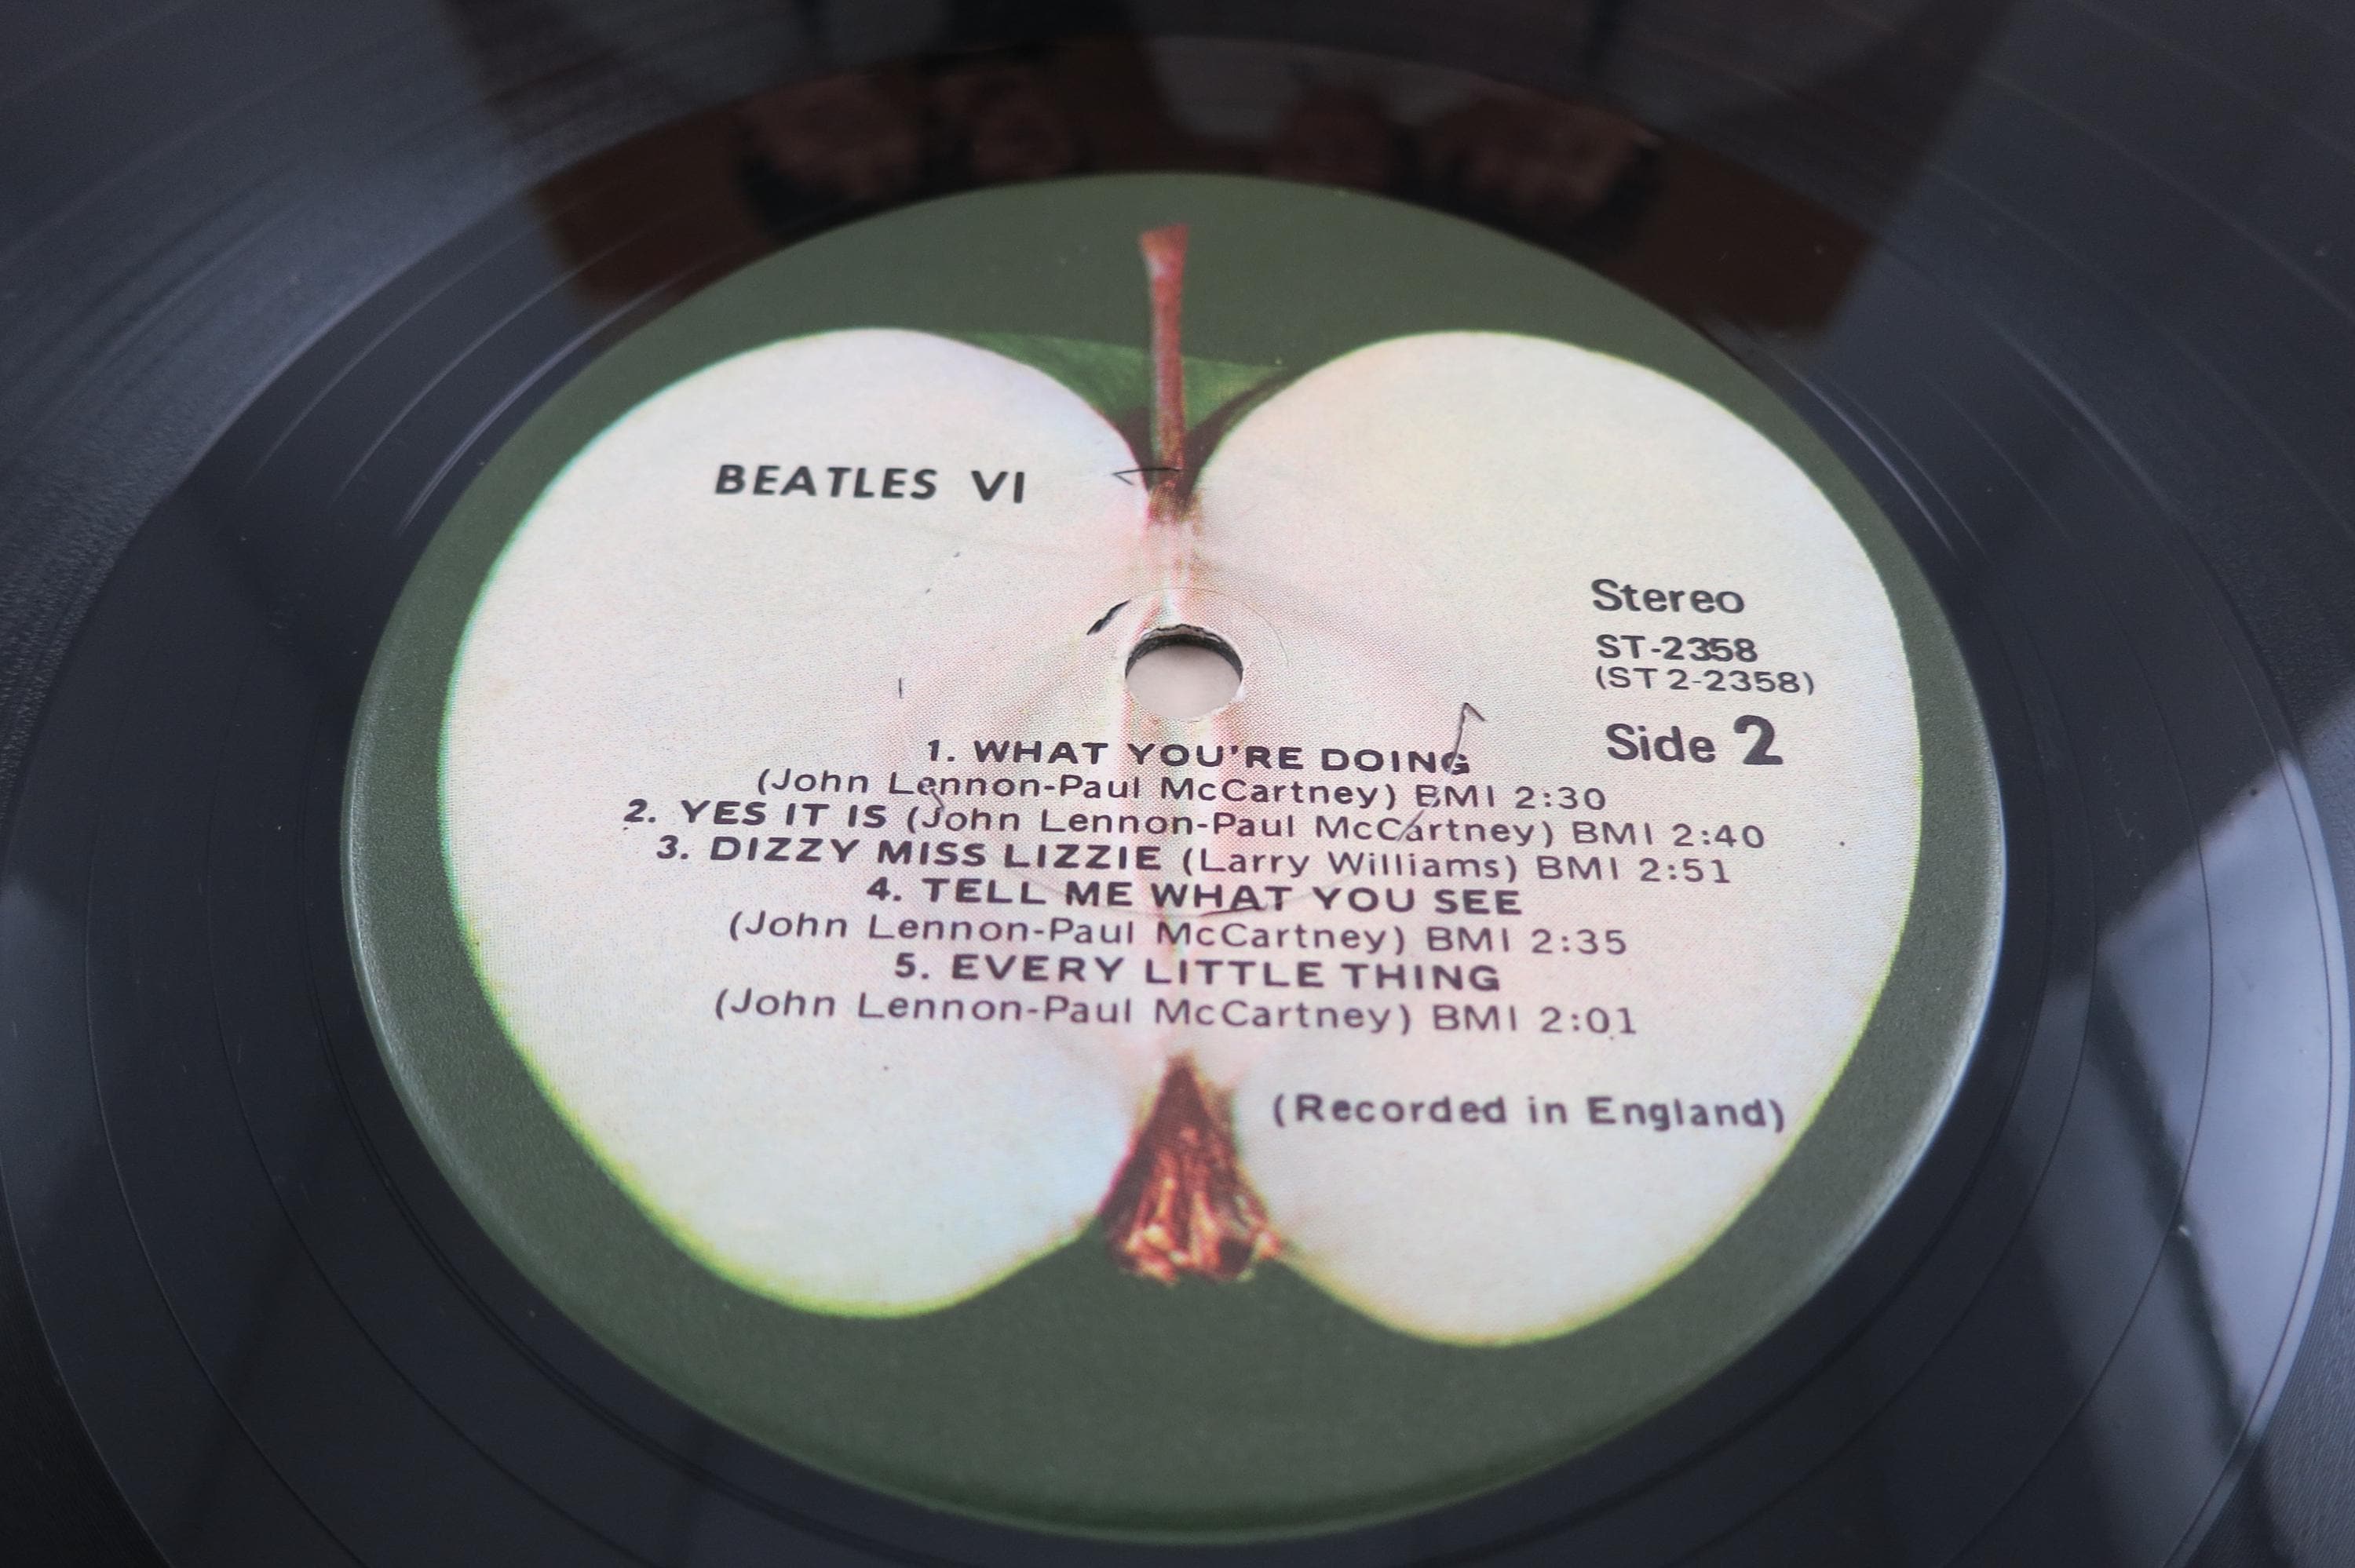 BEATLES VI
Stereo
ST-2358
(ST 2-2358)
Side 2
1. WHAT YOU'RE DOING
(John Lennon-Paul McCartney) BMI 2:30
2. YES IT IS (John Lennon-Paul McCartney) BMI 2:40
3. DIZZY MISS LIZZIE (Larry Williams) BMI 2:51
4. TELL ME WHAT YOU SEE
(John Lennon-Paul McCartney) BMI 2:35
5. EVERY LITTLE THING
(John Lennon-Paul McCartney) BMI 2:01
(Recorded in England)